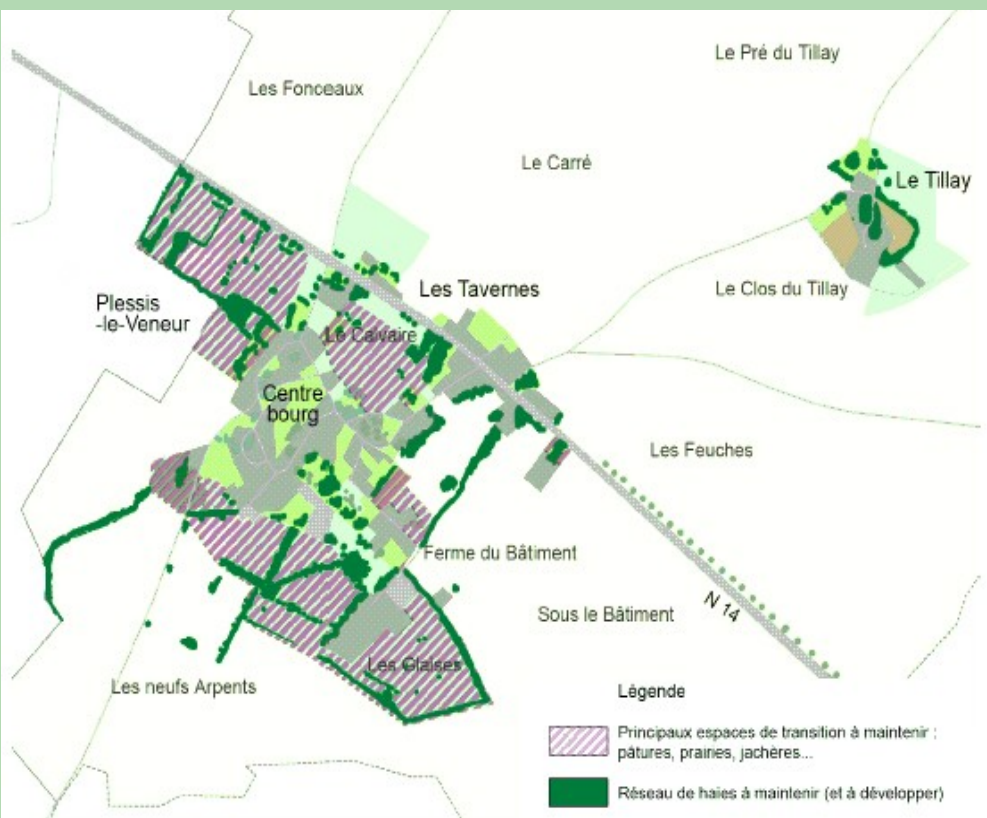 Le Pré du Tillay
Les Fonceaux
Le Carré
Le Tillay
Les Tavernes
Le Clos du Tillay
Plessis
-le-Veneur
Le Calvaire
Centre
bourg
Les Feuches
Ferme du Bâtiment
Sous le Bâtiment
N 14
Les Glaises
Les neufs Arpents
Légende
Principaux espaces de transition à maintenir :
pâtures, prairies, jachères...
Réseau de haies à maintenir (et à développer)